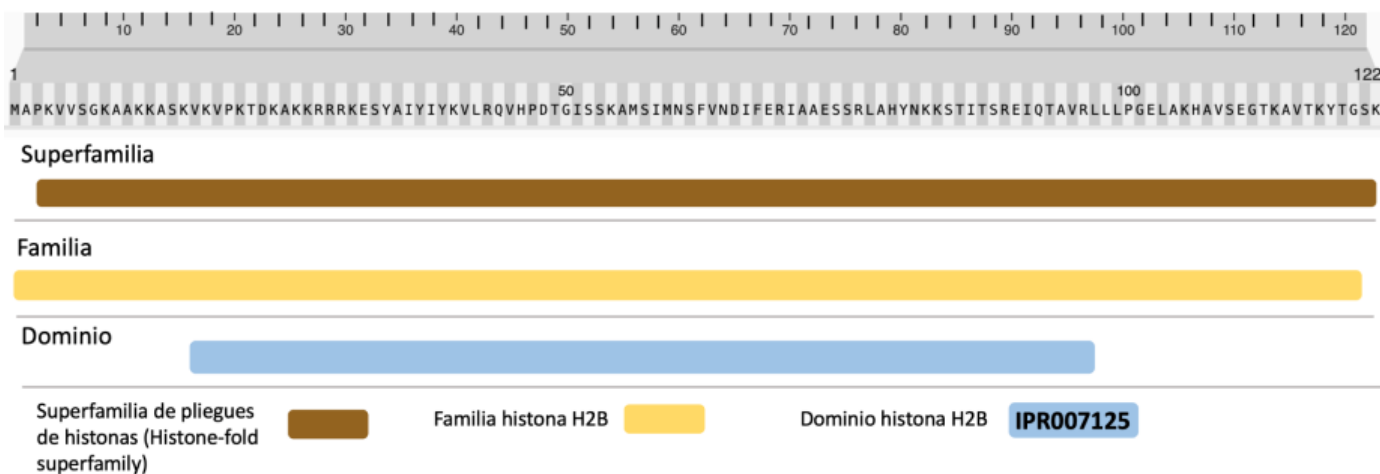 10 20 30 40 50 60 70 80 90 100 110 120
1 122
50 100
MAPKVVSGKAAKKASKVKVPKTDKAKKRRRKESYAIYIYKVLRQVHPDTGISSKAMSIMNSFVNDIFERIAAESSRLAHYNKKSTITSREIQTAVRLLLPGELAKHAVSEGTKAVTKYTGSK
Superfamilia
Familia
Dominio
Superfamilia de pliegues
de histonas (Histone-fold
superfamily)
Familia histona H2B
Dominio histona H2B
IPR007125